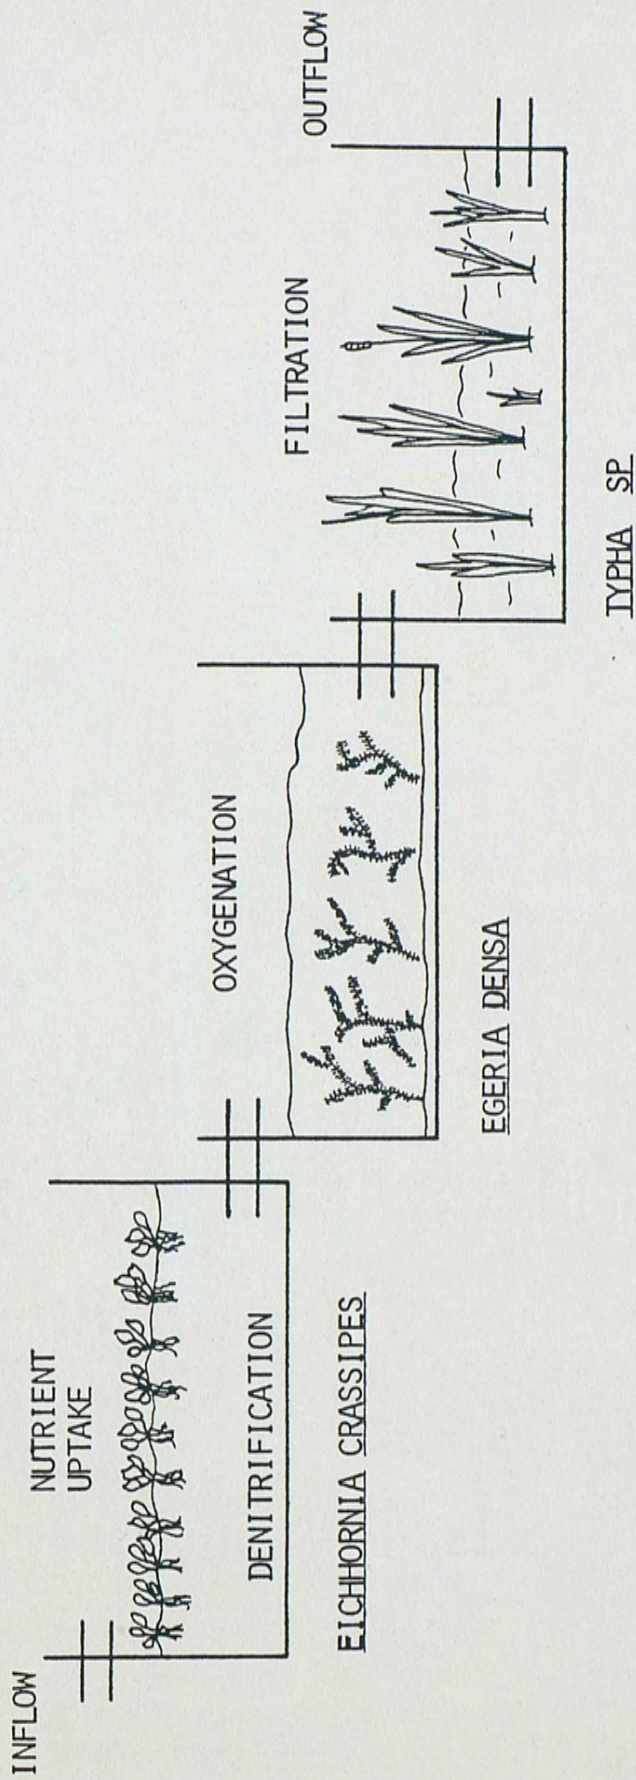 INFLOW
NUTRIENT
UPTAKE
DENITRIFICATION
EICHHORNIA CRASSIPES
OXYGENATION
EGERIA DENSA
FILTRATION
OUTFLOW
TYPHA SP